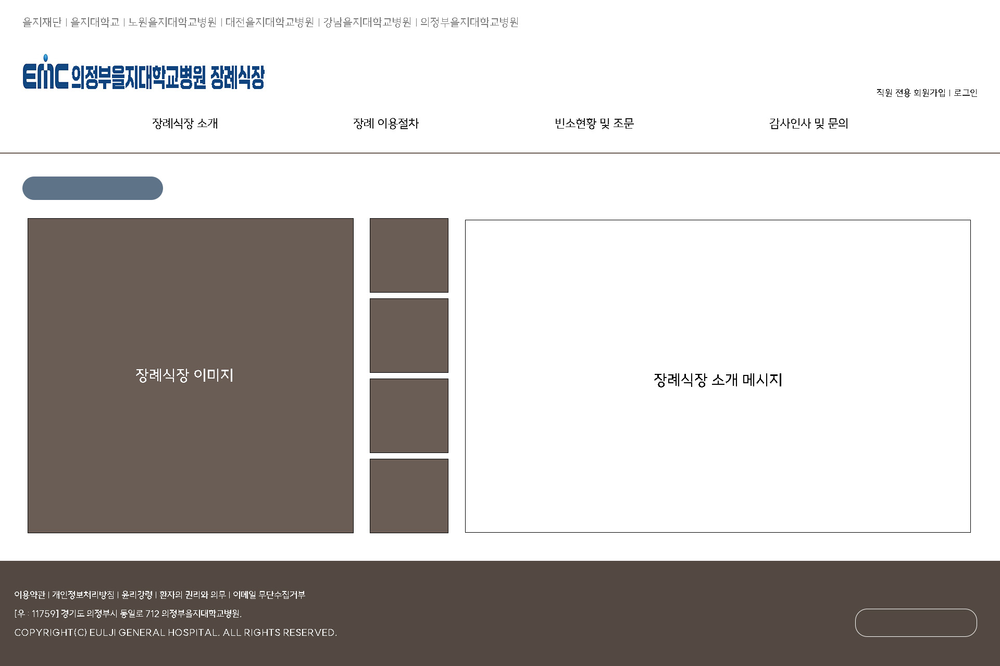 을지재단 | 을지대학교 | 노원을지대학교병원 | 대전을지대학교병원 | 강남을지대학교병원 | 의정부을지대학교병원
EMC 의정부을지대학교병원 장례식장
직원 전용 회원가입 | 로그인
장례식장 소개
장례 이용절차
빈소현황 및 조문
감사인사 및 문의
장례식장 이미지
장례식장 소개 메시지
이용약관 | 개인정보처리방침 | 윤리강령 | 환자의 권리와 의무 | 이메일 무단수집거부
[우 : 11759] 경기도 의정부시 동일로 712 의정부을지대학교병원.
COPYRIGHT(C) EULJI GENERAL HOSPITAL. ALL RIGHTS RESERVED.